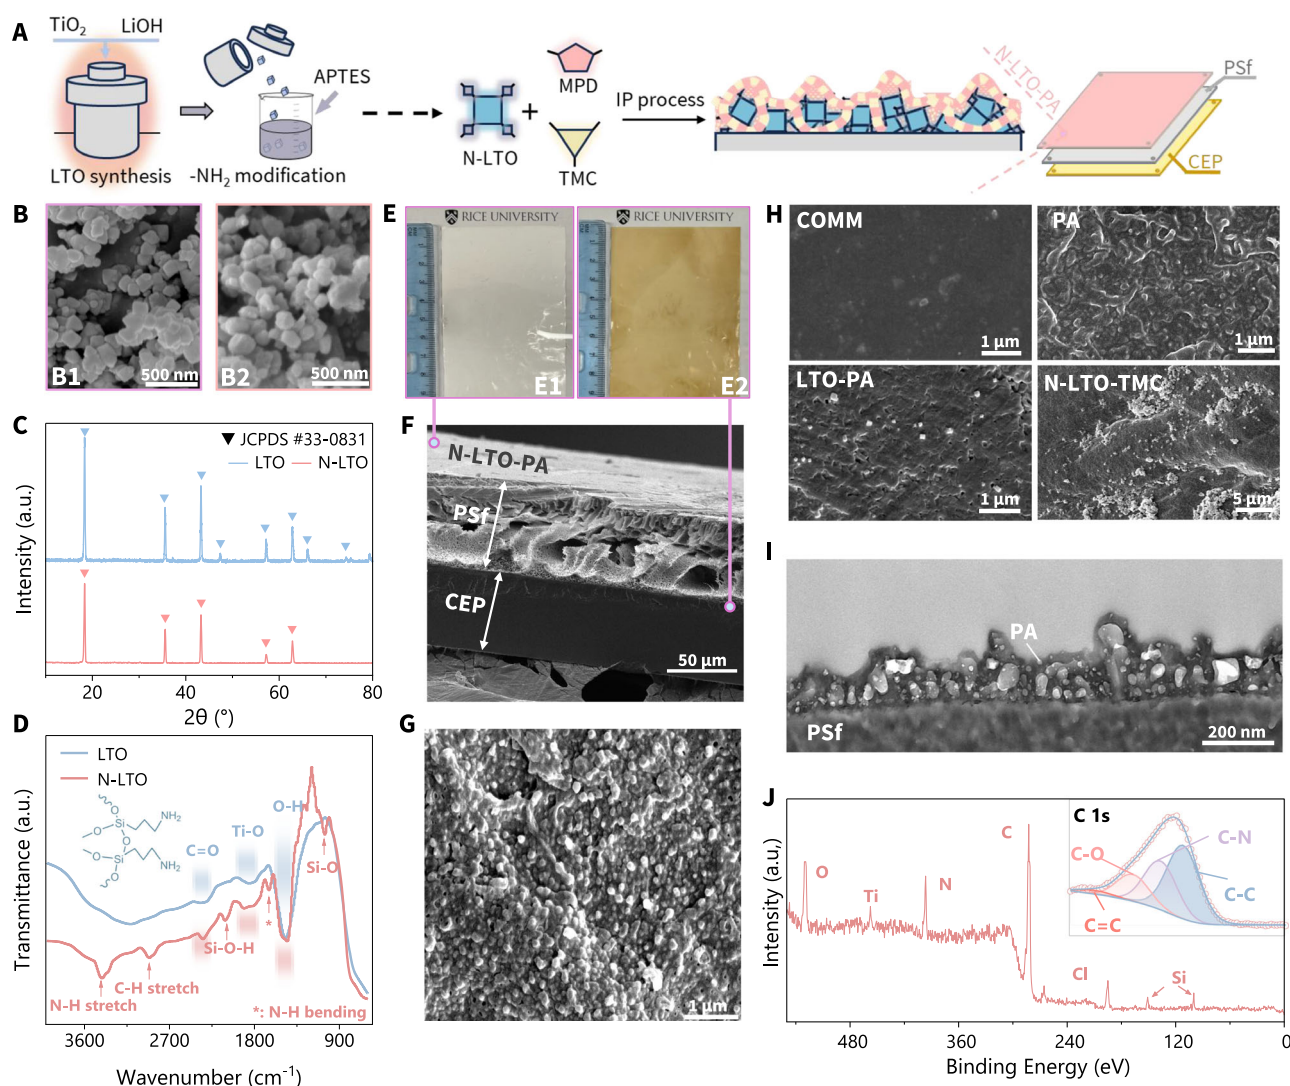 A
TiO2
LiOH
LTO synthesis
APTES
-NH2 modification
N-LTO
+
MPD
TMC
IP process
N-LTO-PA
PSf
CEP
B
B1
500 nm
B2
500 nm
C
JCPDS #33-0831
LTO
N-LTO
Intensity (a.u.)
20
40
60
80
2θ (°)
D
LTO
N-LTO
NH2
O
Si
O
O
Si
O
NH2
C=O
Ti-O
O-H
Si-O
Si-O-H
*
C-H stretch
N-H stretch
*: N-H bending
Transmittance (a.u.)
3600
2700
1800
900
Wavenumber (cm-1)
E
RICE UNIVERSITY
E1
RICE UNIVERSITY
E2
F
N-LTO-PA
PSf
CEP
50 μm
G
1 μm
H
COMM
1 μm
PA
1 μm
LTO-PA
1 μm
N-LTO-TMC
5 μm
I
PA
PSf
200 nm
J
O
Ti
N
C
Cl
Si
C 1s
C-N
C-O
C-C
C=C
Intensity (a.u.)
480
360
240
120
0
Binding Energy (eV)